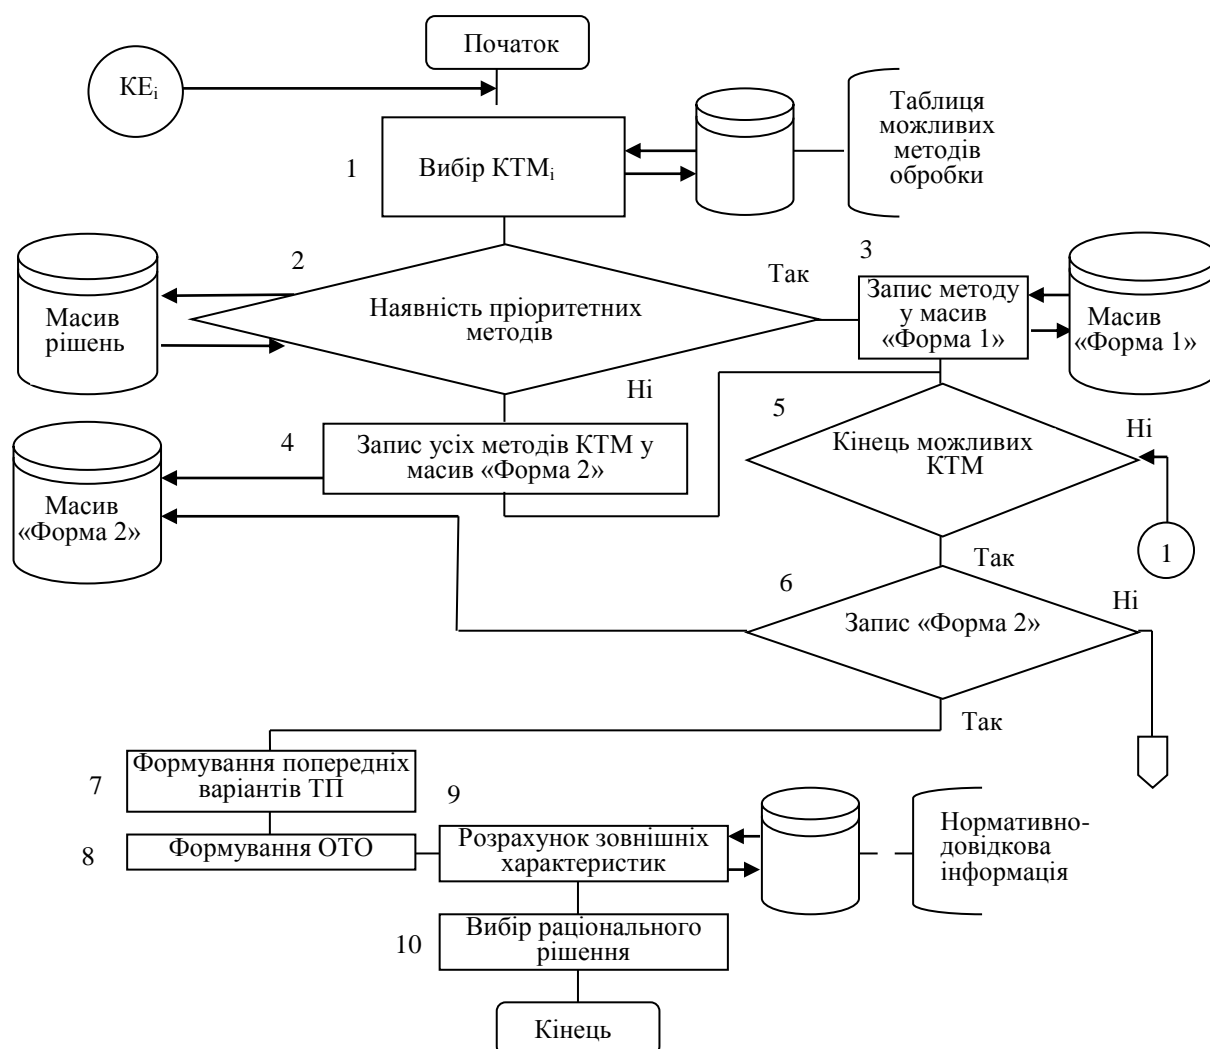 Початок
КЕi
Таблиця
можливих
методів
обробки
1
Вибір КТМi
2
Так
3
Наявність пріоритетних
методів
Запис методу
у масив
«Форма 1»
Масив
рішень
Масив
«Форма 1»
Ні
4
Запис усіх методів КТМ у
масив «Форма 2»
5
Кінець можливих
КТМ
Ні
Масив
«Форма 2»
1
Так
6
Запис «Форма 2»
Ні
Так
7
Формування попередніх
варіантів ТП
8
Формування ОТО
9
Розрахунок зовнішніх
характеристик
Нормативно-
довідкова
інформація
10
Вибір раціонального
рішення
Кінець